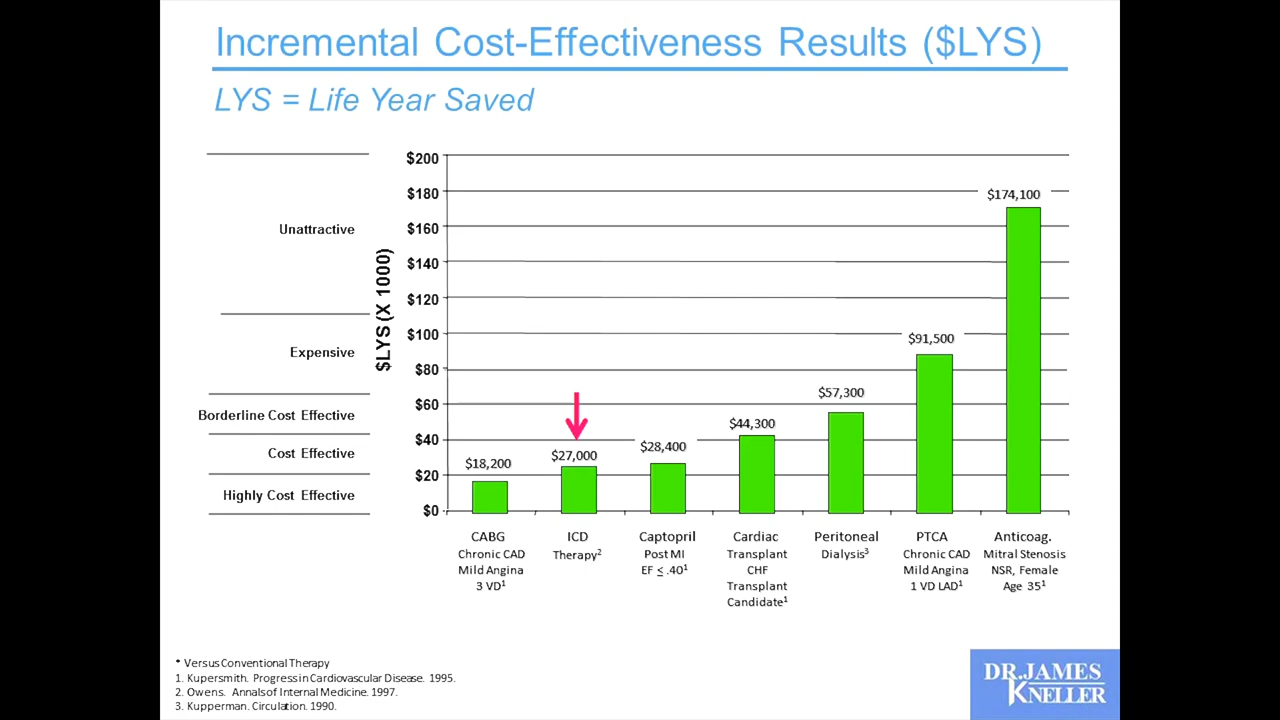 Incremental Cost-Effectiveness Results ($LYS)
LYS = Life Year Saved
Unattractive
Expensive
Borderline Cost Effective
Cost Effective
Highly Cost Effective
$LYS (X 1000)
$200
$180
$160
$140
$120
$100
$80
$60
$40
$20
$0
$18,200
$27,000
$28,400
$44,300
$57,300
$91,500
$174,100
CABG
Chronic CAD
Mild Angina
3 VD1
ICD
Therapy2
Captopril
Post MI
EF ≤ .401
Cardiac
Transplant
CHF
Transplant
Candidate1
Peritoneal
Dialysis3
PTCA
Chronic CAD
Mild Angina
1 VD LAD1
Anticoag.
Mitral Stenosis
NSR, Female
Age 351
* Versus Conventional Therapy
1. Kupersmith. Progress in Cardiovascular Disease. 1995.
2. Owens. Annals of Internal Medicine. 1997.
3. Kupperman. Circulation. 1990.
DR. JAMES
KNELLER